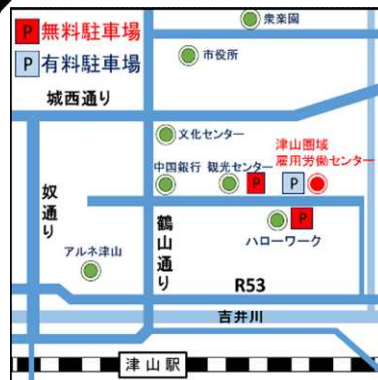 衆楽園
P 無料駐車場
市役所
P 有料駐車場
城西通り
文化センター
津山圏域
雇用労働センター
中国銀行 観光センター
P P
奴通り
鶴山通り
P
ハローワーク
アルネ津山
R53
吉井川
津山駅